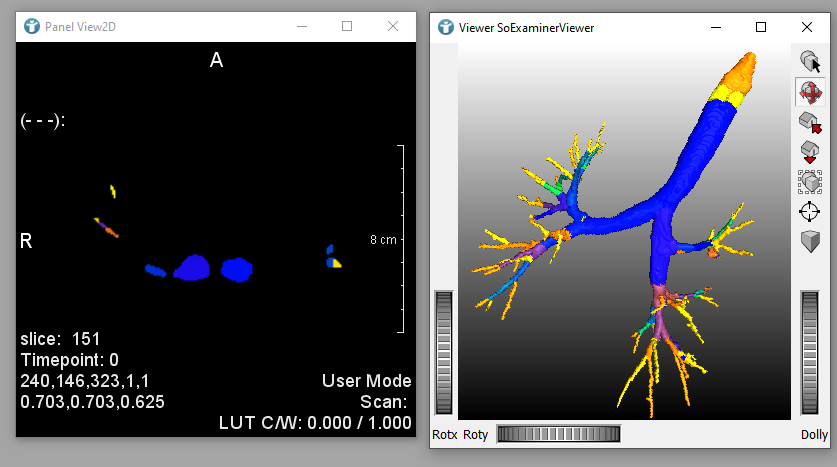 Panel View2D
A
(- - -):
R
8 cm
slice: 151
Timepoint: 0
240,146,323,1,1
0.703,0.703,0.625
User Mode
Scan:
LUT C/W: 0.000 / 1.000
Viewer SoExaminerViewer
Rotx Roty
Dolly